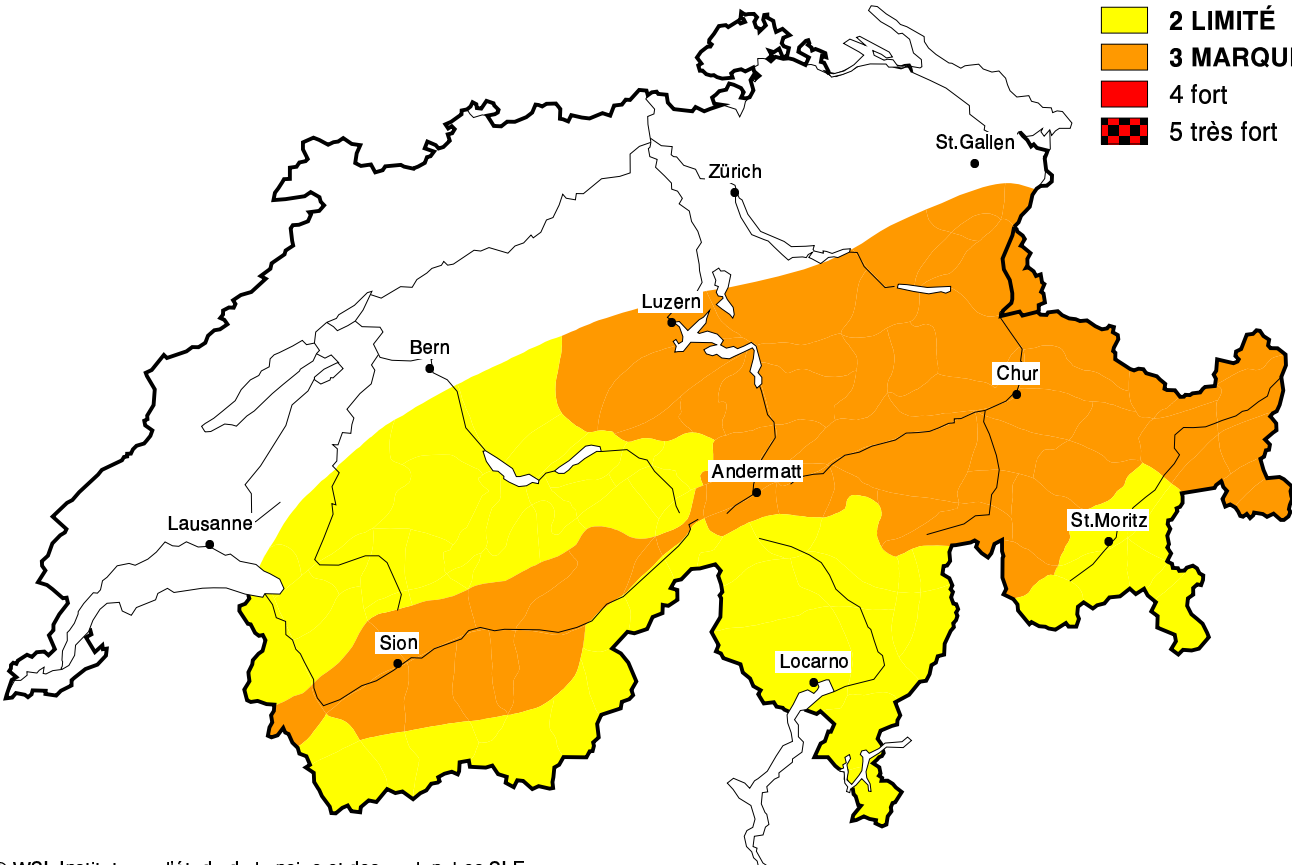 2 LIMITÉ
3 MARQU
4 fort
5 très fort
St.Gallen
Zürich
Luzern
Bern
Chur
Andermatt
Lausanne
St.Moritz
Sion
Locarno
SLF